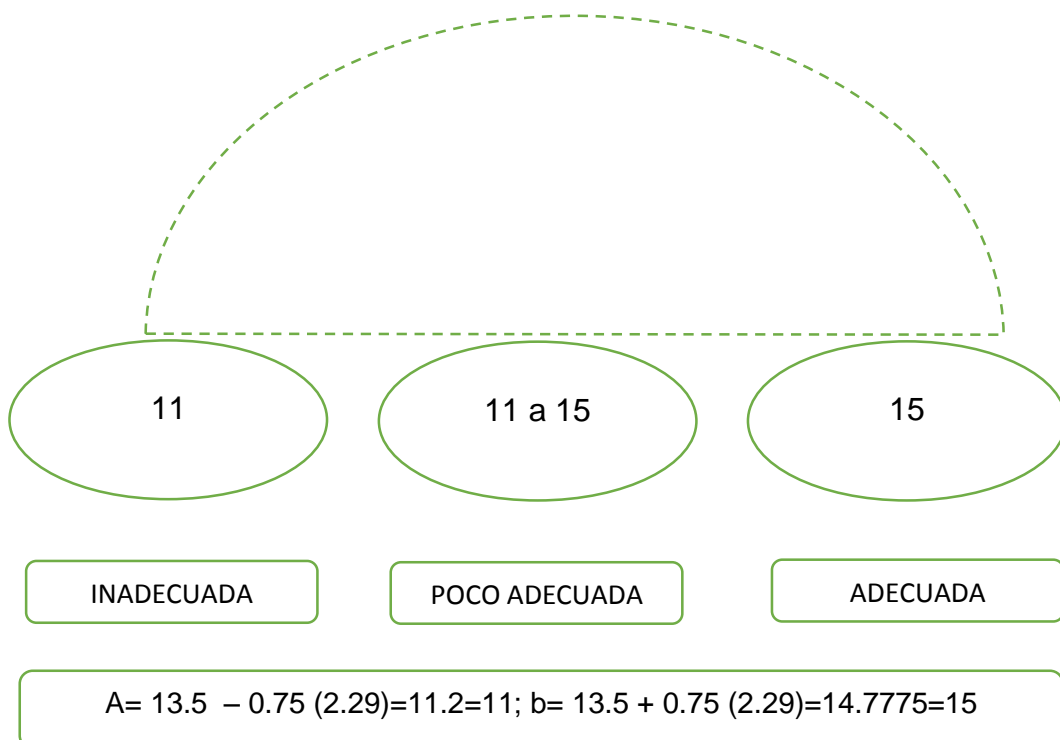 11
11 a 15
15
INADECUADA
POCO ADECUADA
ADECUADA
A= 13.5 – 0.75 (2.29)=11.2=11; b= 13.5 + 0.75 (2.29)=14.7775=15